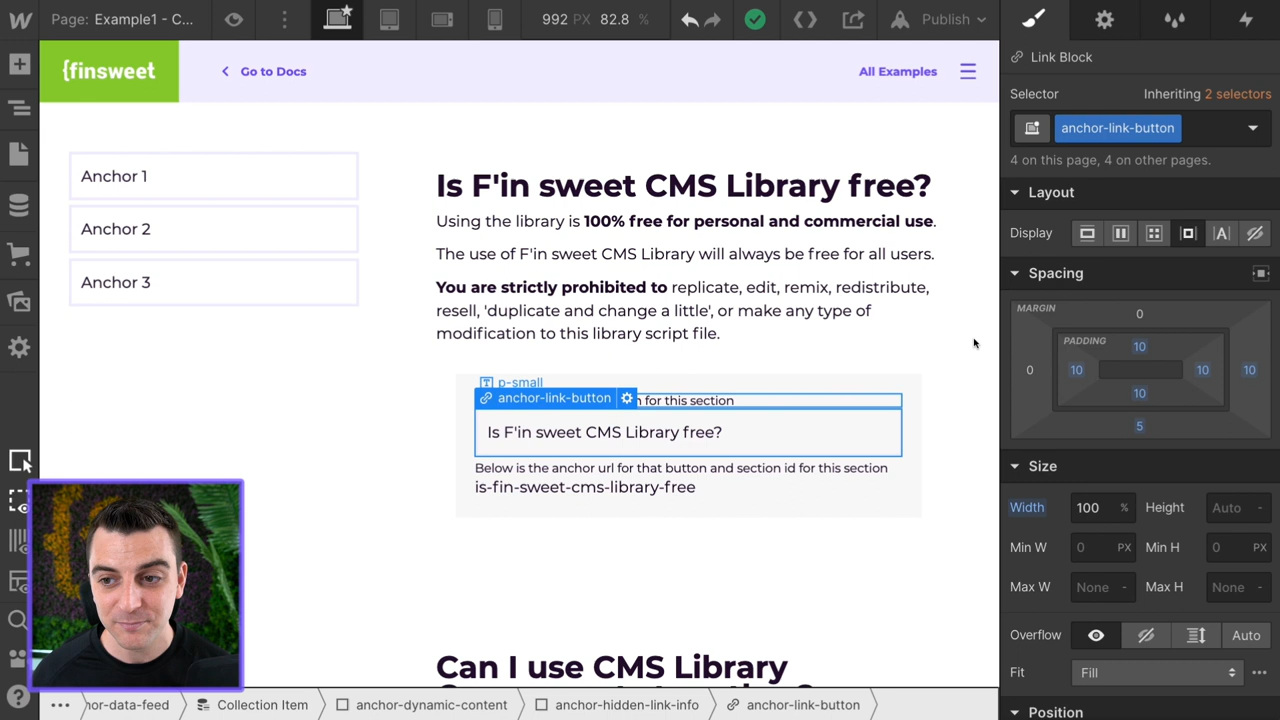 Page: Example1 - C...
992 PX 82.8 %
Publish
{finsweet
Go to Docs
All Examples
Anchor 1
Anchor 2
Anchor 3
Is F'in sweet CMS Library free?
Using the library is 100% free for personal and commercial use.
The use of F'in sweet CMS Library will always be free for all users.
You are strictly prohibited to replicate, edit, remix, redistribute,
resell, 'duplicate and change a little', or make any type of
modification to this library script file.
p-small
anchor-link-button
for this section
Is F'in sweet CMS Library free?
Below is the anchor url for that button and section id for this section
is-fin-sweet-cms-library-free
Can I use CMS Library
Link Block
Selector
Inheriting 2 selectors
anchor-link-button
4 on this page, 4 on other pages.
Layout
Display
Spacing
MARGIN
0
PADDING
10
0
10
10
10
10
5
Size
Width
100 %
Height
Auto -
Min W
0 PX
Min H
0 PX
Max W
None -
Max H
None -
Overflow
Auto
Fit
Fill
Position
nor-data-feed
Collection Item
anchor-dynamic-content
anchor-hidden-link-info
anchor-link-button